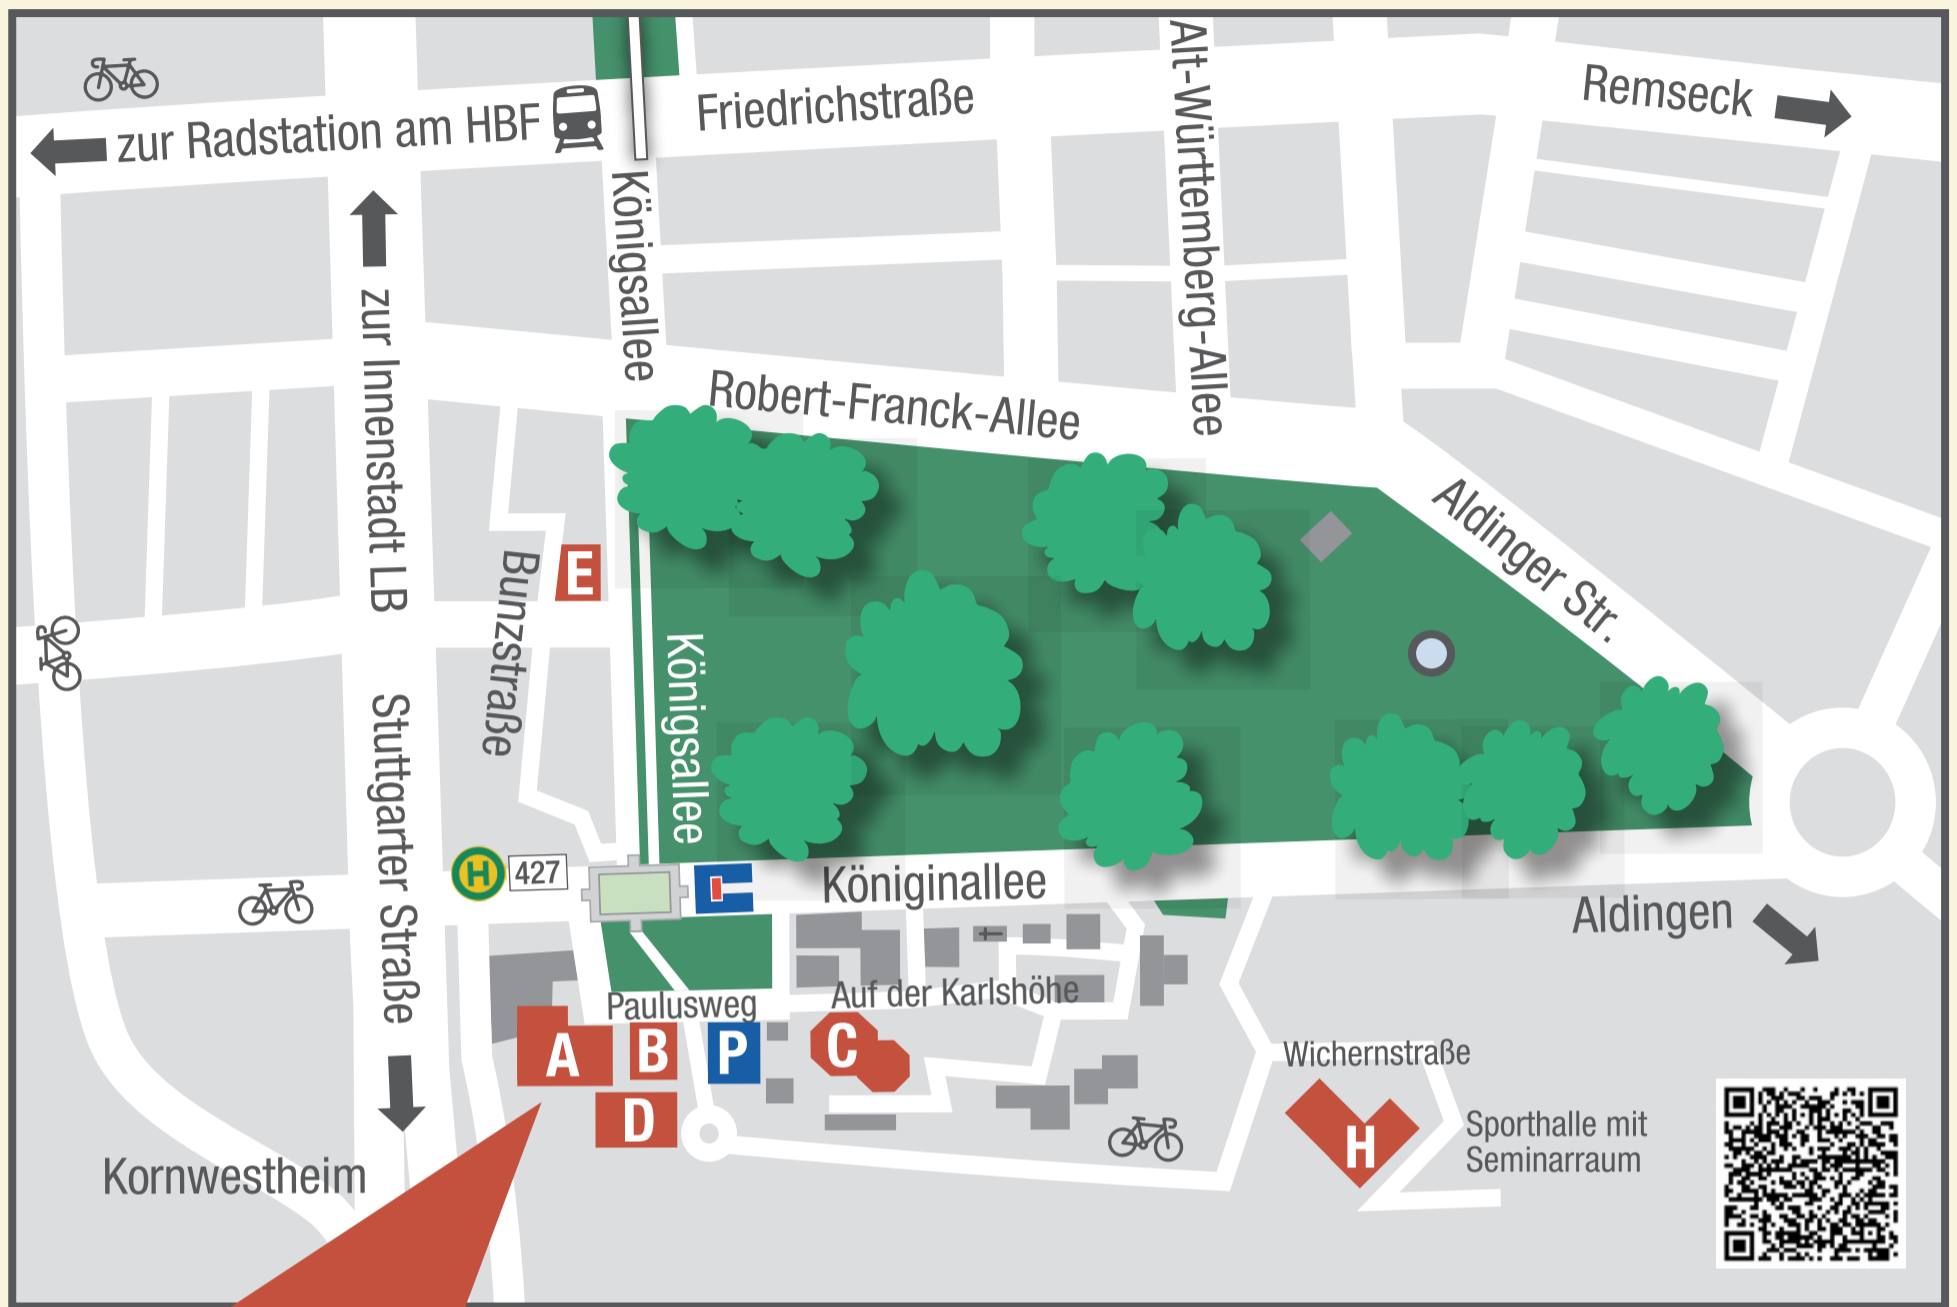 zur Radstation am HBF
Friedrichstraße
Alt-Württemberg-Allee
Remseck
Königsallee
zur Innenstadt LB
Robert-Franck-Allee
Aldinger Str.
E
Bunzstraße
Königsallee
Stuttgarter Straße
H
427
Königinallee
Aldingen
Paulusweg
Auf der Karlshöhe
A
B
P
C
D
Wichernstraße
H
Sporthalle mit
Seminarraum
Kornwestheim